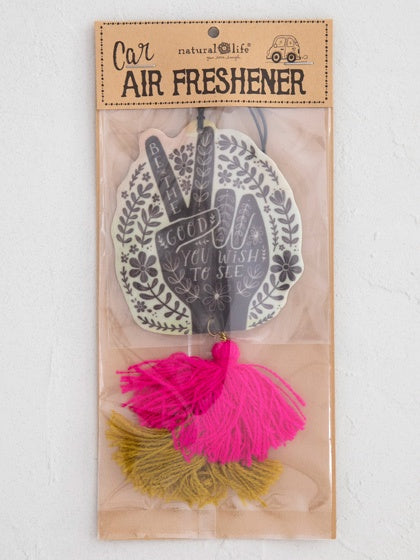 Car
natural life®
AIR FRESHENER
BE THE
GOOD
YOU WISH
TO SEE